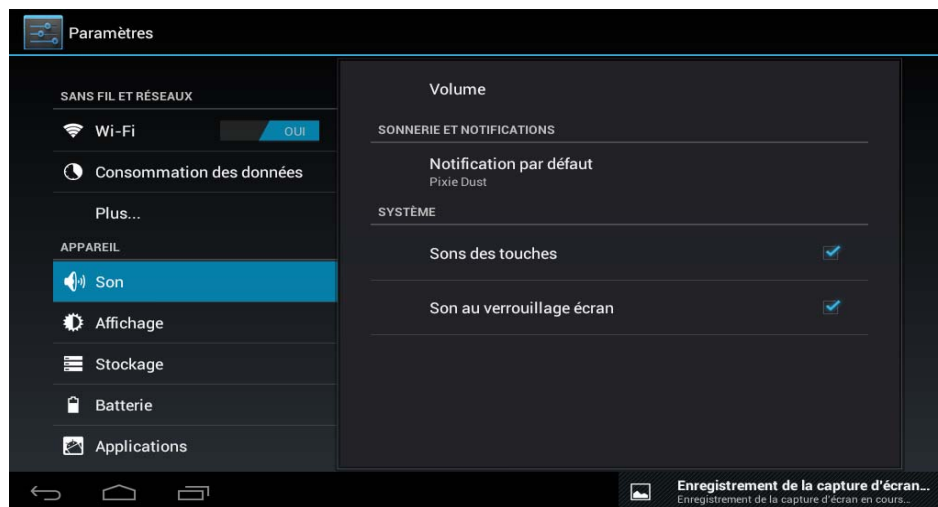 Paramètres
SANS FIL ET RÉSEAUX
Wi-Fi
OUI
Consommation des données
Plus...
APPAREIL
Son
Affichage
Stockage
Batterie
Applications
Volume
SONNERIE ET NOTIFICATIONS
Notification par défaut
Pixie Dust
SYSTÈME
Sons des touches
Son au verrouillage écran
Enregistrement de la capture d'écran...
Enregistrement de la capture d'écran en cours...